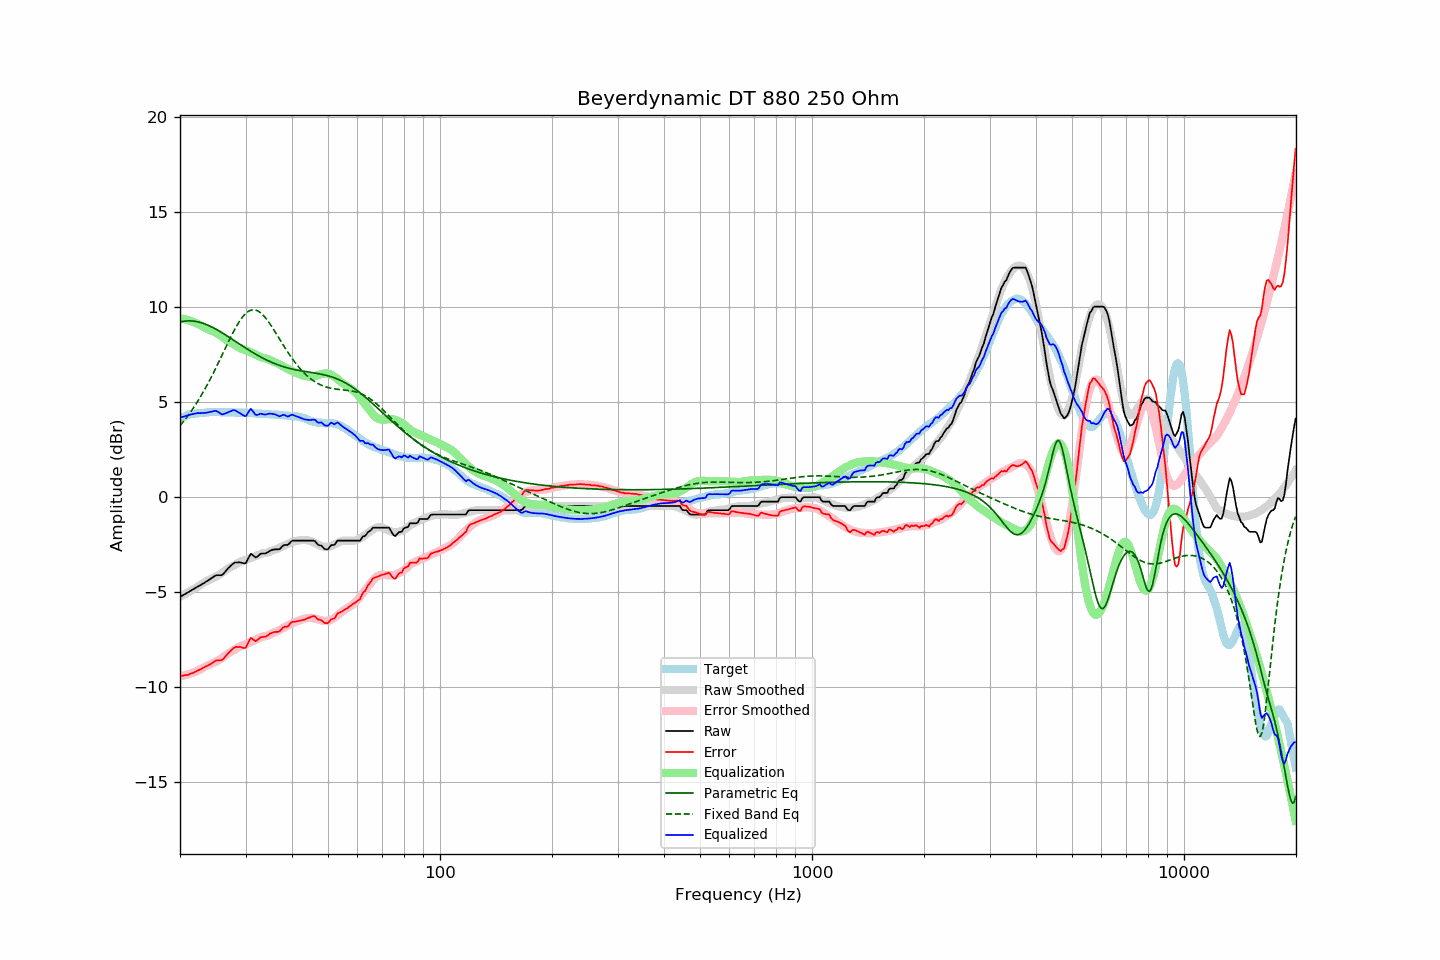 Beyerdynamic DT 880 250 Ohm
Amplitude (dBr)
20
15
10
5
0
−5
−10
−15
Target
Raw Smoothed
Error Smoothed
Raw
Error
Equalization
Parametric Eq
Fixed Band Eq
Equalized
100 1000 10000
Frequency (Hz)